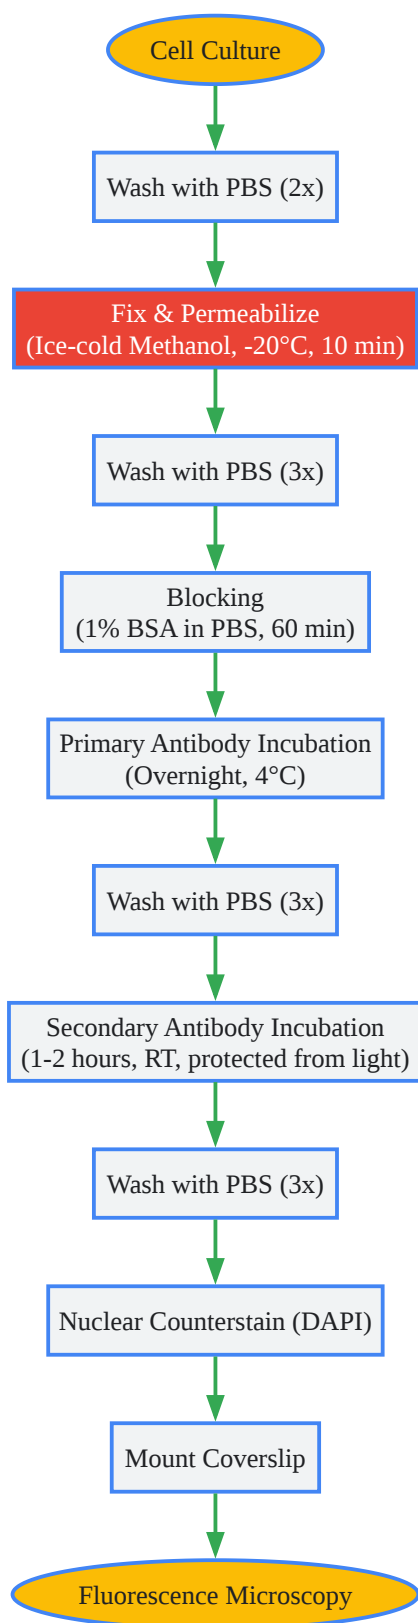 Cell Culture
Wash with PBS (2x)
Fix & Permeabilize
(Ice-cold Methanol, -20°C, 10 min)
Wash with PBS (3x)
Blocking
(1% BSA in PBS, 60 min)
Primary Antibody Incubation
(Overnight, 4°C)
Wash with PBS (3x)
Secondary Antibody Incubation
(1-2 hours, RT, protected from light)
Wash with PBS (3x)
Nuclear Counterstain (DAPI)
Mount Coverslip
Fluorescence Microscopy